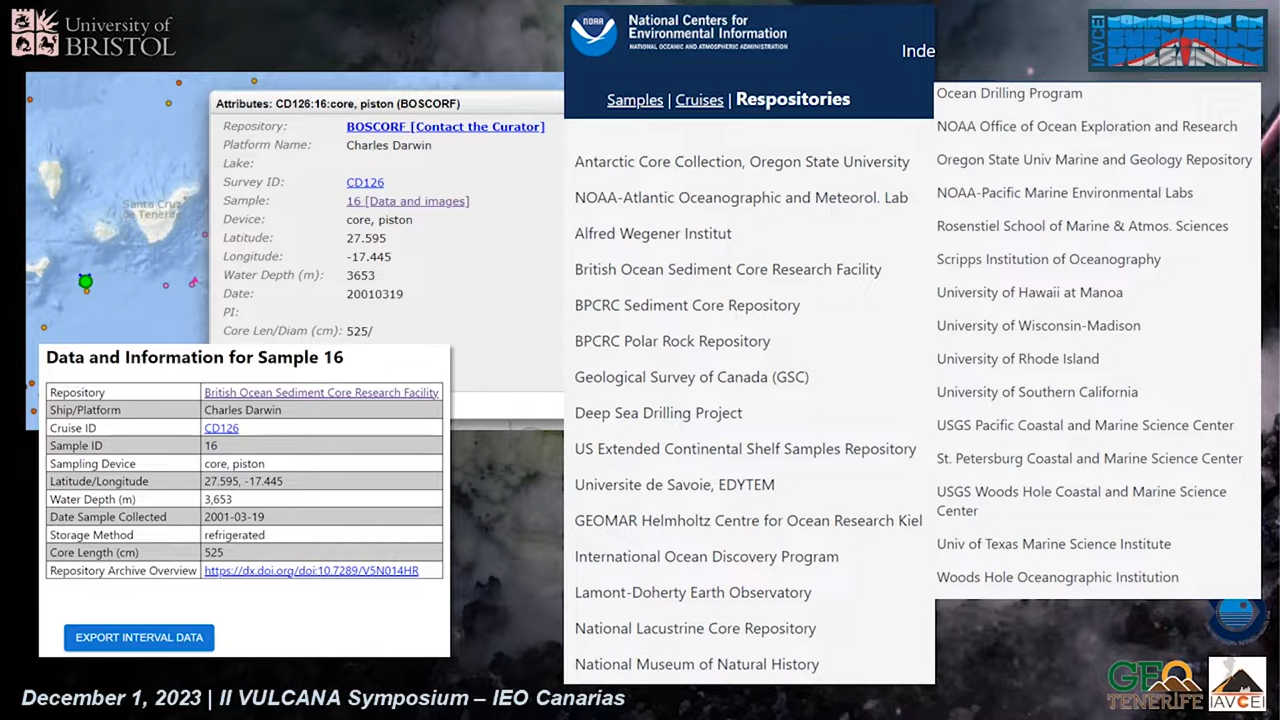 University of
BRISTOL
Santa Cruz
de Tenerife
Attributes: CD126:16:core, piston (BOSCORF)
Repository: BOSCORF [Contact the Curator]
Platform Name: Charles Darwin
Lake:
Survey ID: CD126
Sample: 16 [Data and images]
Device: core, piston
Latitude: 27.595
Longitude: -17.445
Water Depth (m): 3653
Date: 20010319
PI:
Core Len/Diam (cm): 525/
Data and Information for Sample 16
Repository British Ocean Sediment Core Research Facility
Ship/Platform Charles Darwin
Cruise ID CD126
Sample ID 16
Sampling Device core, piston
Latitude/Longitude 27.595, -17.445
Water Depth (m) 3,653
Date Sample Collected 2001-03-19
Storage Method refrigerated
Core Length (cm) 525
Repository Archive Overview https://dx.doi.org/doi:10.7289/V5N014HR
EXPORT INTERVAL DATA
NOAA
National Centers for
Environmental Information
NATIONAL OCEANIC AND ATMOSPHERIC ADMINISTRATION
Inde
Samples | Cruises | Respositories
Antarctic Core Collection, Oregon State University
NOAA-Atlantic Oceanographic and Meteorol. Lab
Alfred Wegener Institut
British Ocean Sediment Core Research Facility
BPCRC Sediment Core Repository
BPCRC Polar Rock Repository
Geological Survey of Canada (GSC)
Deep Sea Drilling Project
US Extended Continental Shelf Samples Repository
Universite de Savoie, EDYTEM
GEOMAR Helmholtz Centre for Ocean Research Kiel
International Ocean Discovery Program
Lamont-Doherty Earth Observatory
National Lacustrine Core Repository
National Museum of Natural History
IAVCEI
Ocean Drilling Program
NOAA Office of Ocean Exploration and Research
Oregon State Univ Marine and Geology Repository
NOAA-Pacific Marine Environmental Labs
Rosenstiel School of Marine & Atmos. Sciences
Scripps Institution of Oceanography
University of Hawaii at Manoa
University of Wisconsin-Madison
University of Rhode Island
University of Southern California
USGS Pacific Coastal and Marine Science Center
St. Petersburg Coastal and Marine Science Center
USGS Woods Hole Coastal and Marine Science
Center
Univ of Texas Marine Science Institute
Woods Hole Oceanographic Institution
GEO
TENERIFE
IAVCEI
December 1, 2023 | II VULCANA Symposium – IEO Canarias